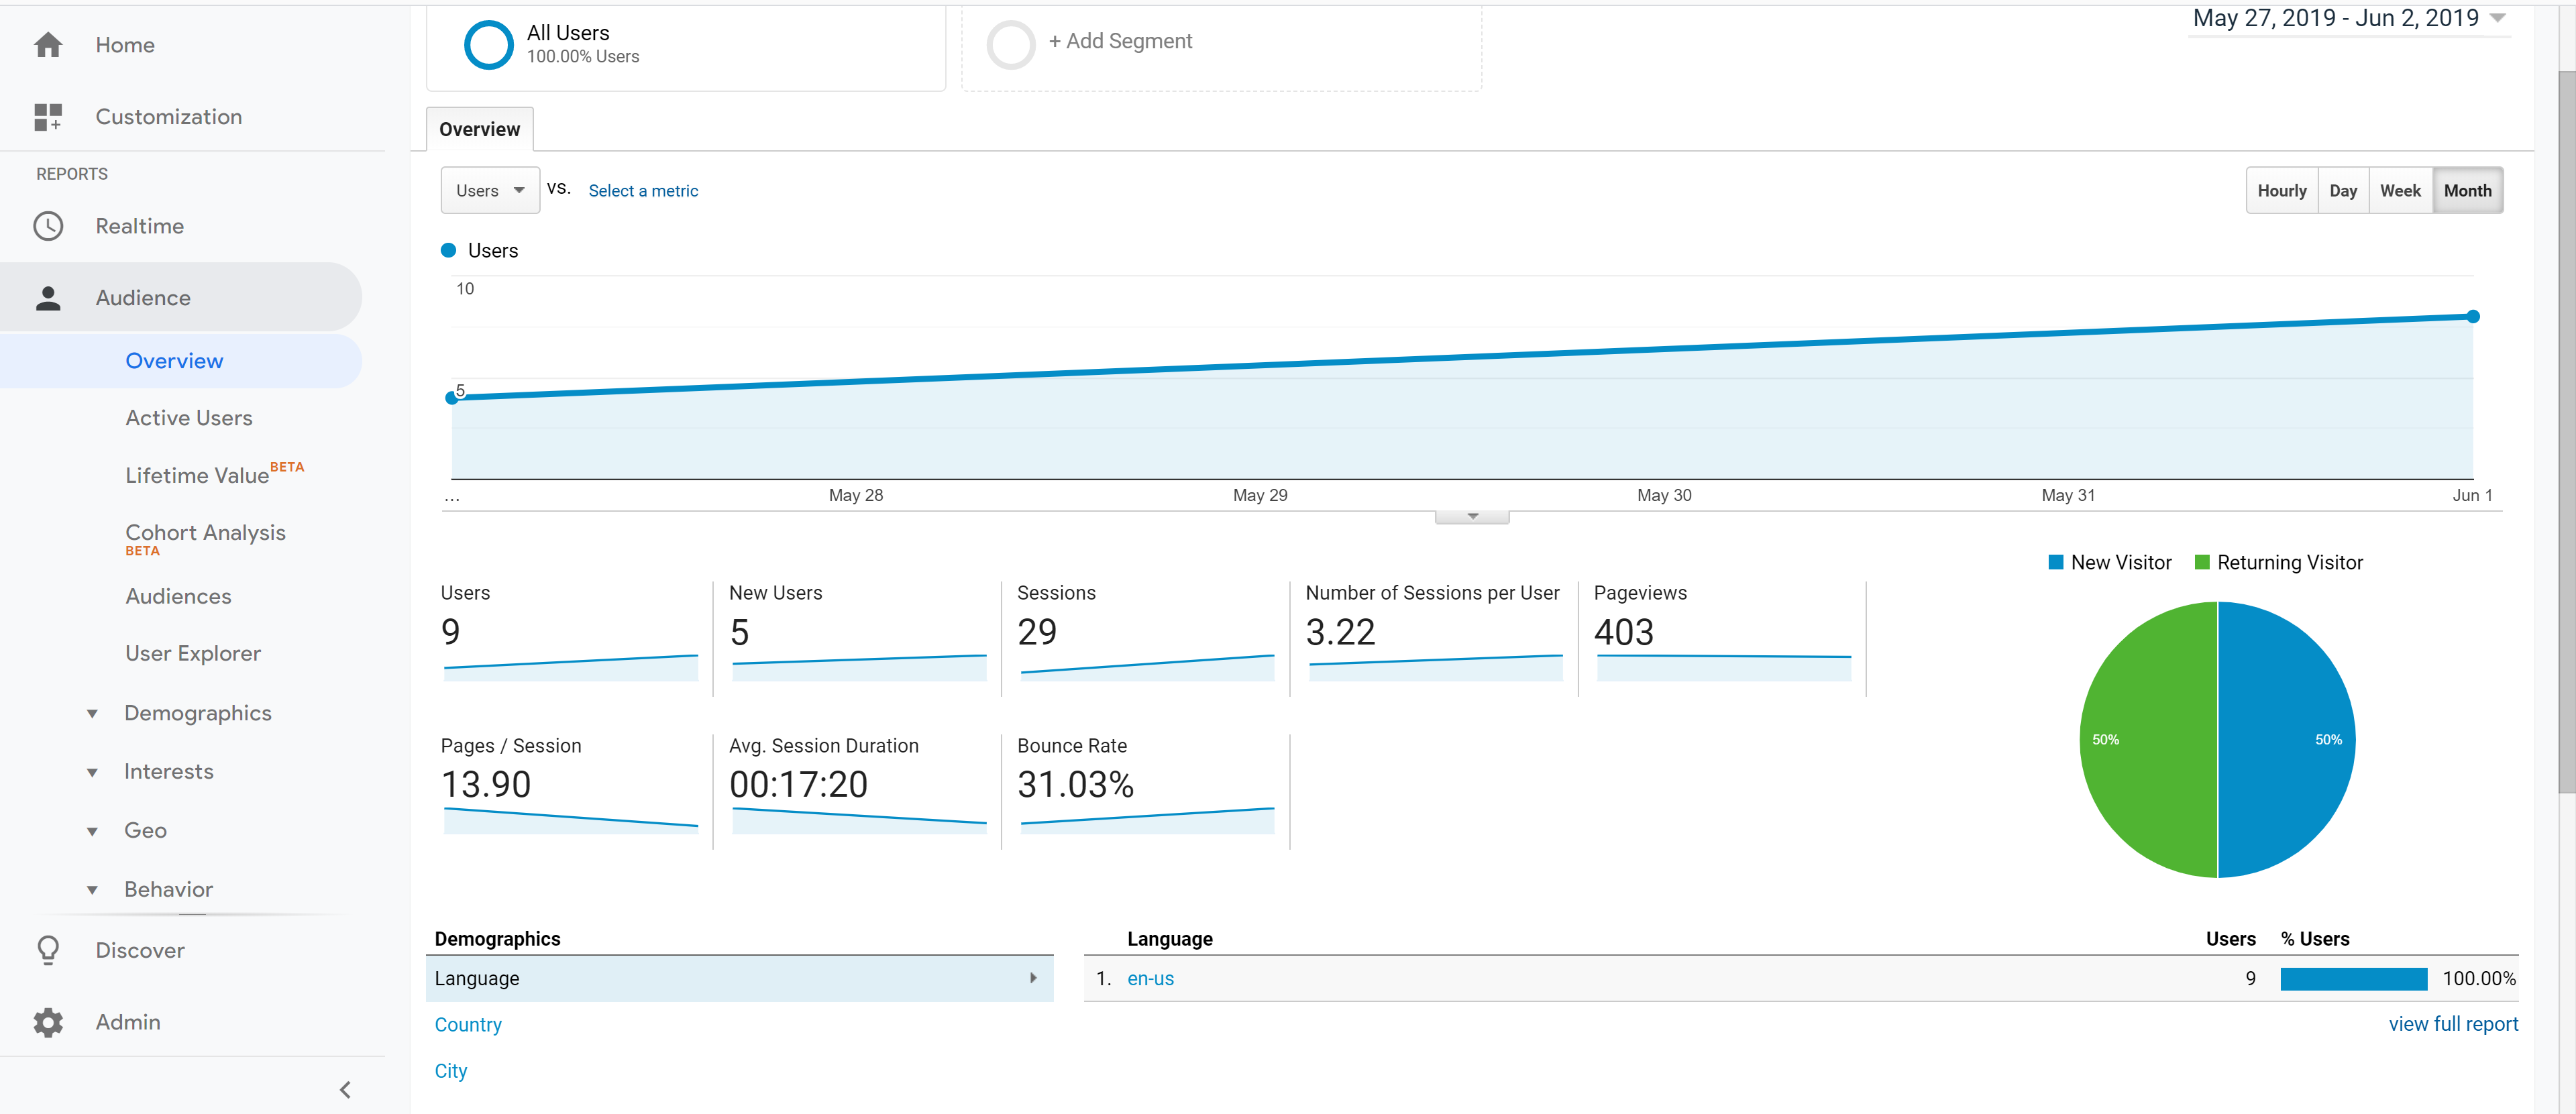 Home
Customization
REPORTS
Realtime
Audience
Overview
Active Users
Lifetime Value BETA
Cohort Analysis
BETA
Audiences
User Explorer
Demographics
Interests
Geo
Behavior
Discover
Admin
All Users
100.00% Users
+ Add Segment
May 27, 2019 - Jun 2, 2019
Overview
Users vs. Select a metric
Hourly Day Week Month
Users
10
5
... May 28 May 29 May 30 May 31 Jun 1
New Visitor Returning Visitor
Users
9
New Users
5
Sessions
29
Number of Sessions per User
3.22
Pageviews
403
Pages / Session
13.90
Avg. Session Duration
00:17:20
Bounce Rate
31.03%
50% 50%
Demographics
Language
Country
City
Language Users % Users
1. en-us 9 100.00%
view full report